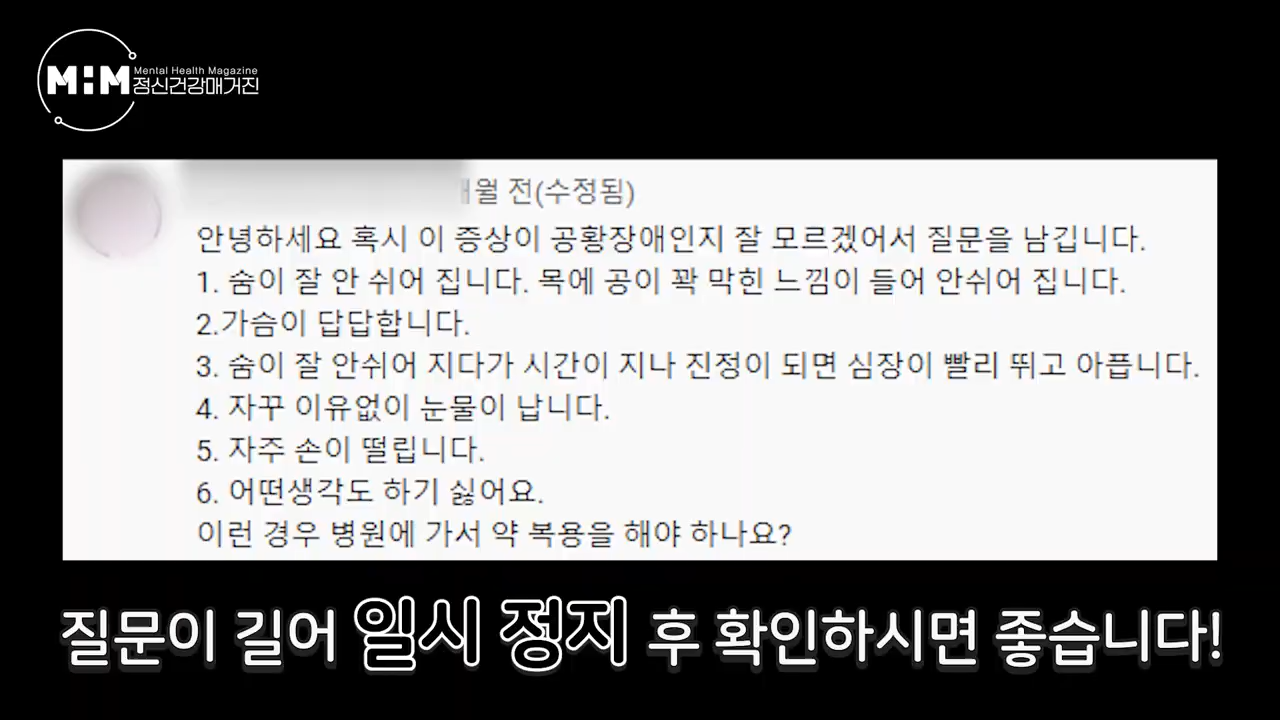 MHM
Mental Health Magazine
정신건강매거진
월 전(수정됨)
안녕하세요 혹시 이 증상이 공황장애인지 잘 모르겠어서 질문을 남깁니다.
1. 숨이 잘 안 쉬어 집니다. 목에 공이 꽉 막힌 느낌이 들어 안쉬어 집니다.
2.가슴이 답답합니다.
3. 숨이 잘 안쉬어 지다가 시간이 지나 진정이 되면 심장이 빨리 뛰고 아픕니다.
4. 자꾸 이유없이 눈물이 납니다.
5. 자주 손이 떨립니다.
6. 어떤생각도 하기 싫어요.
이런 경우 병원에 가서 약 복용을 해야 하나요?
질문이 길어 일시 정지 후 확인하시면 좋습니다!